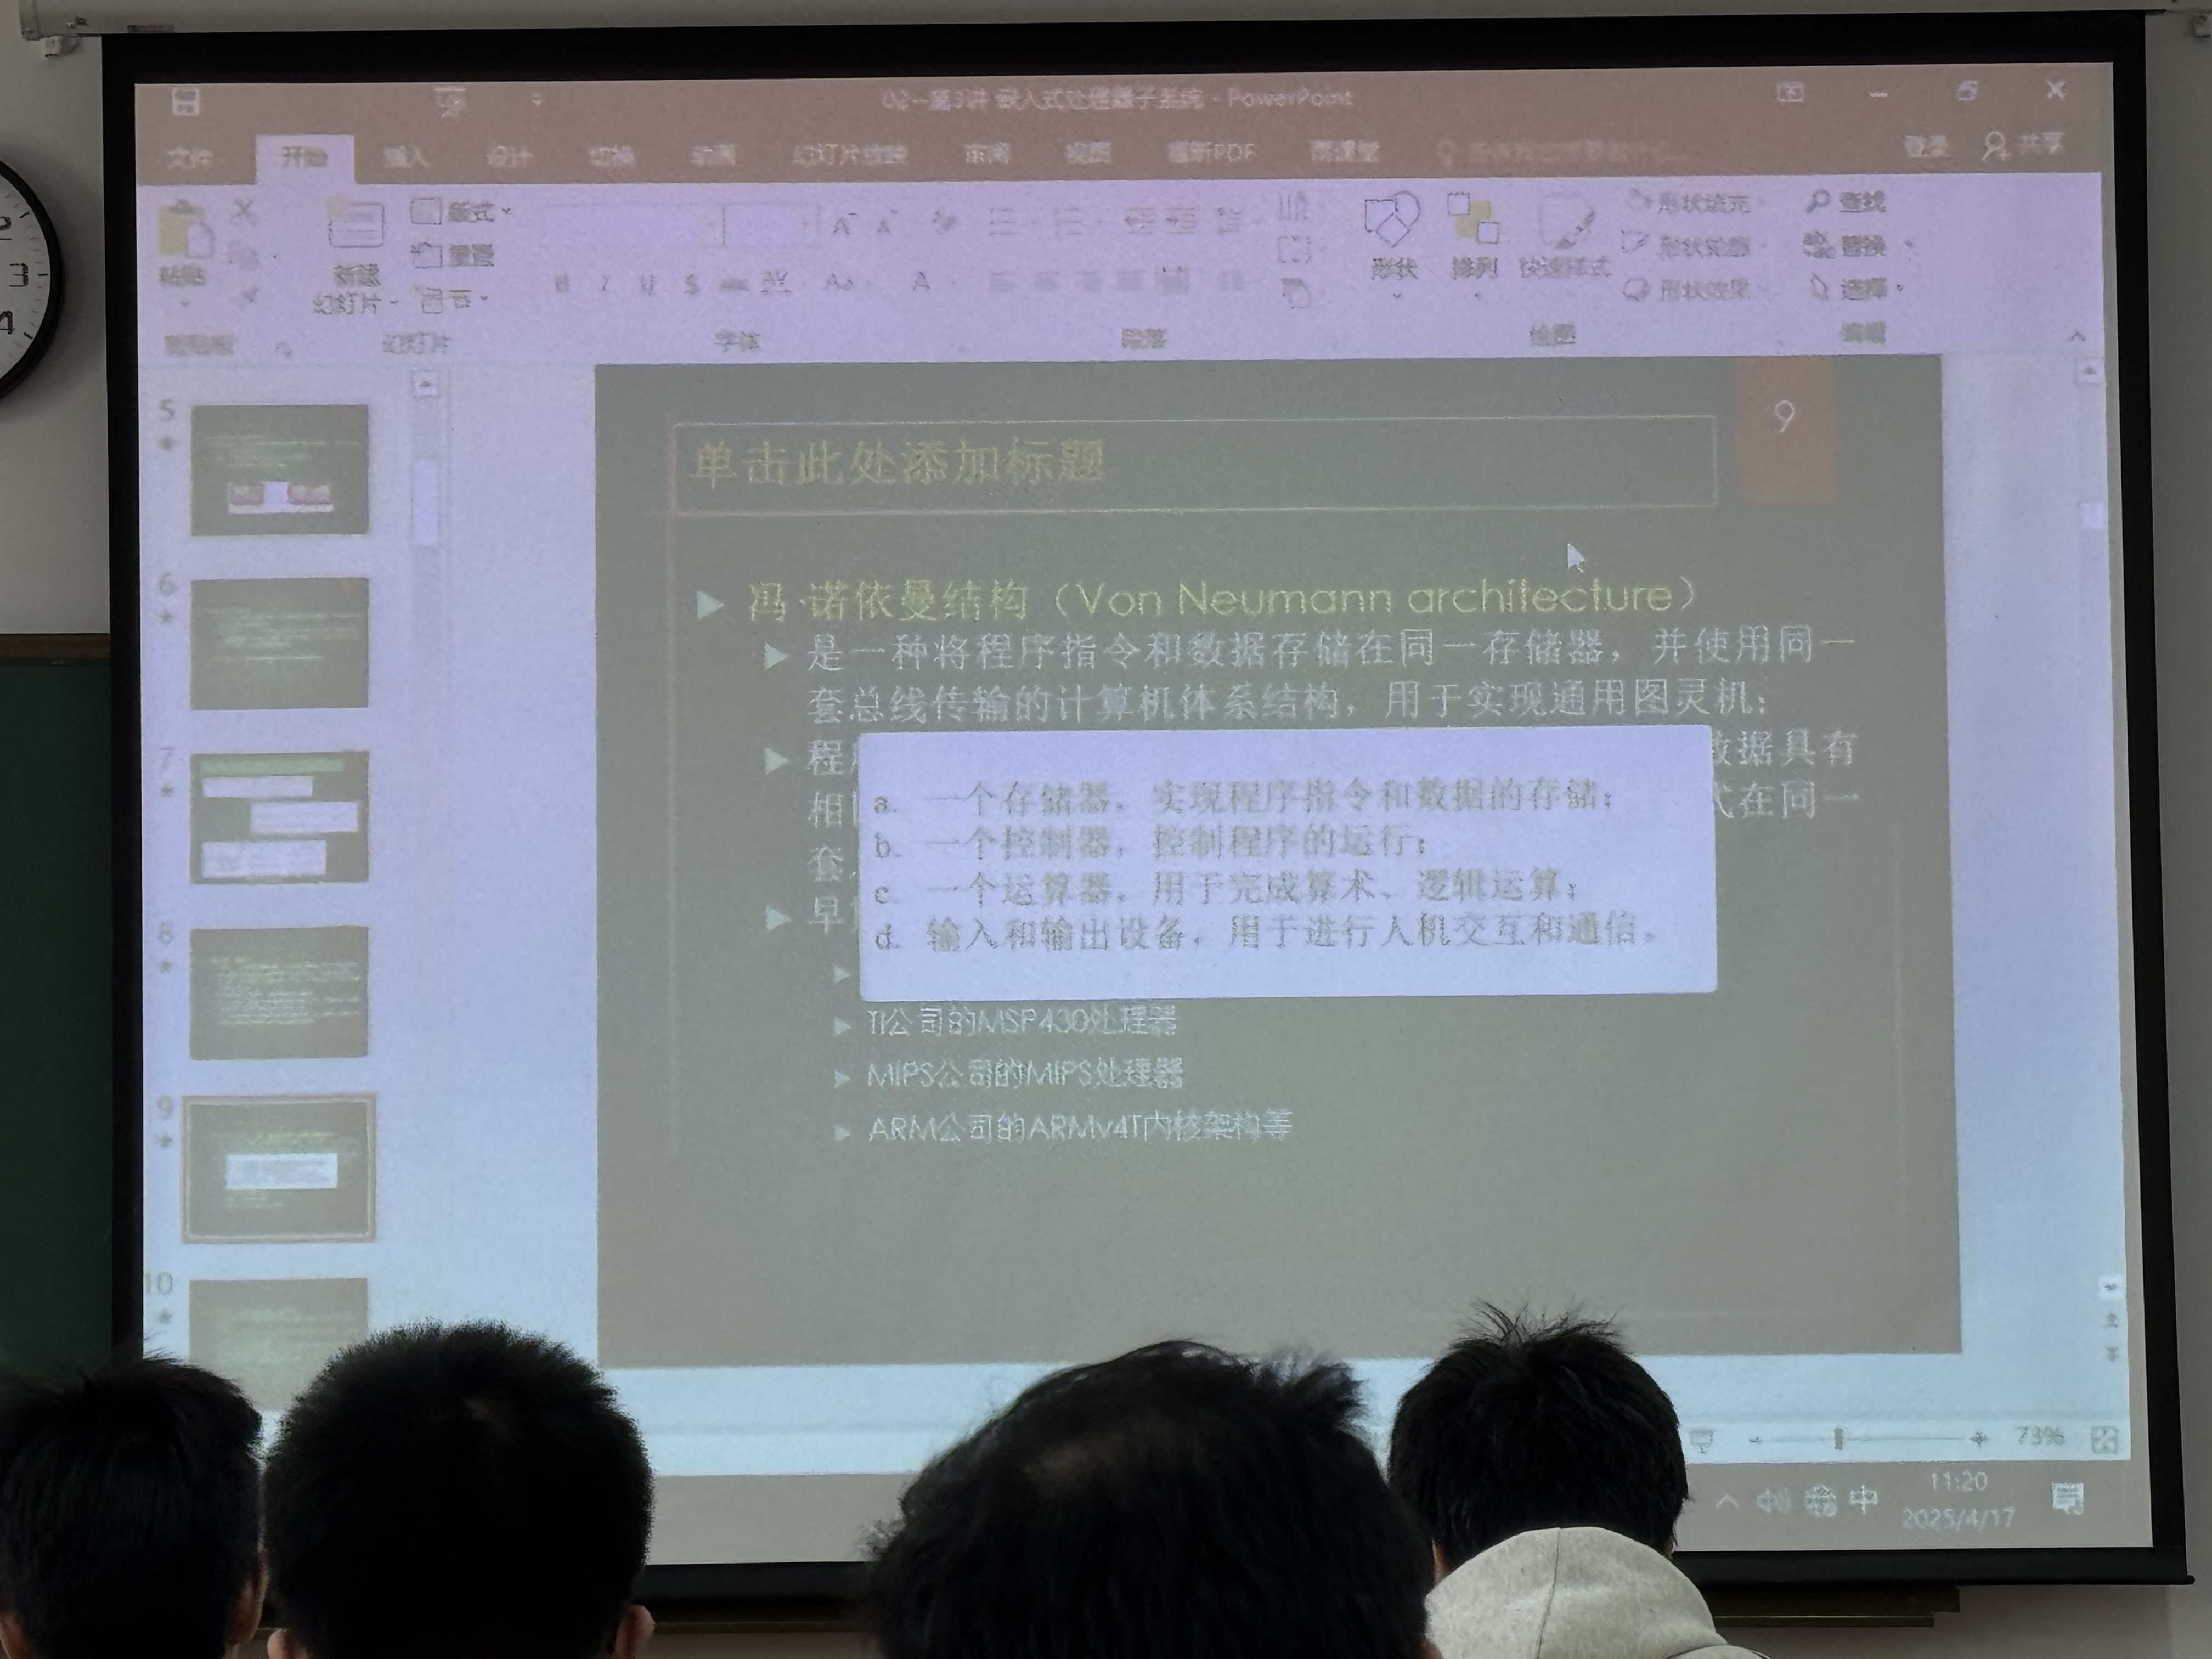 02--第3讲 嵌入式处理器子系统 - PowerPoint
文件 开始 插入 设计 切换 动画 幻灯片放映 审阅 视图 福昕PDF 雨课堂
登录 共享
粘贴
新建
幻灯片
版式
重置
节
B I U S
Aa A
形状
排列
快速样式
形状填充
形状轮廓
形状效果
查找
替换
选择
剪贴板 幻灯片 字体 段落 绘图 编辑
5
6
7
8
9
10
9
单击此处添加标题
冯·诺依曼结构（Von Neumann architecture）
是一种将程序指令和数据存储在同一存储器，并使用同一
套总线传输的计算机体系结构，用于实现通用图灵机；
程 数据具有
相 式在同一
套
早
a. 一个存储器，实现程序指令和数据的存储；
b. 一个控制器，控制程序的运行；
c. 一个运算器，用于完成算术、逻辑运算；
d. 输入和输出设备，用于进行人机交互和通信。
TI公司的MSP430处理器
MIPS公司的MIPS处理器
ARM公司的ARMv4T内核架构等
73%
中
11:20
2025/4/17
2
3
4